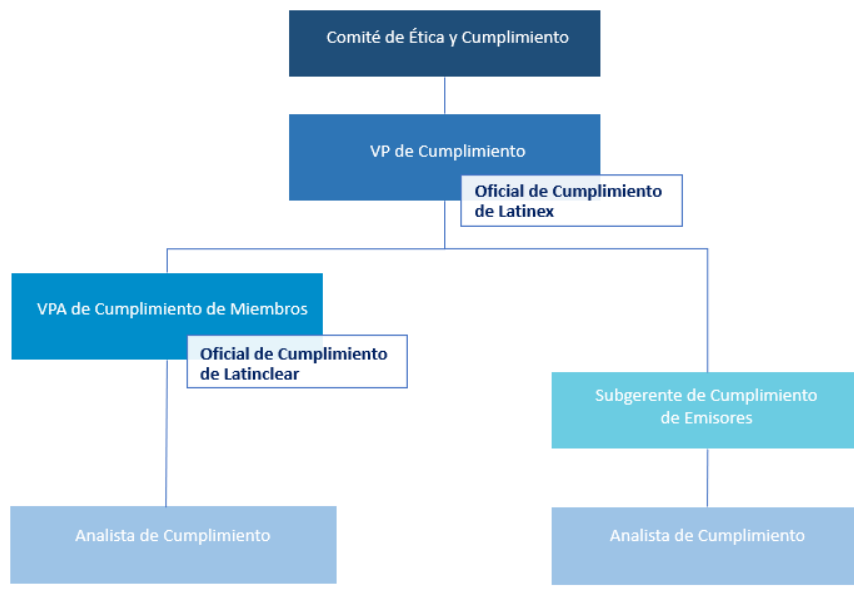 Comité de Ética y Cumplimiento
VP de Cumplimiento
Oficial de Cumplimiento
de Latinex
VPA de Cumplimiento de Miembros
Oficial de Cumplimiento
de Latinclear
Subgerente de Cumplimiento
de Emisores
Analista de Cumplimiento
Analista de Cumplimiento